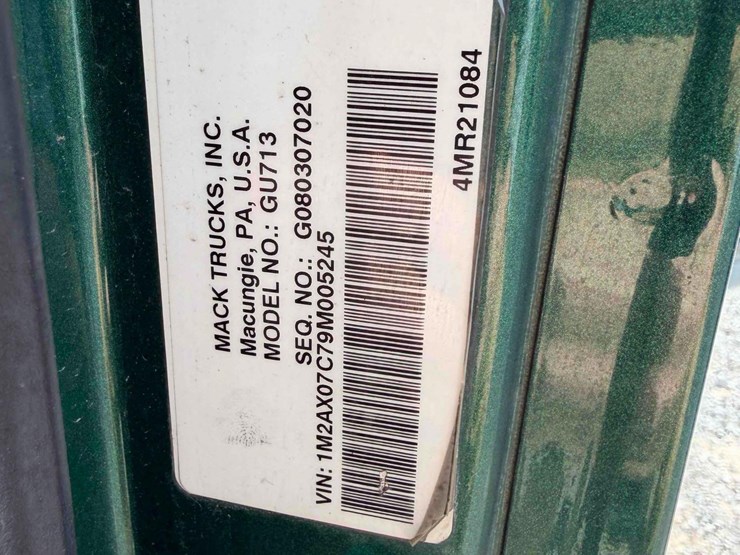 MACK TRUCKS, INC.
Macungie, PA, U.S.A.
MODEL NO.: GU713
SEQ. NO.: G080307020
VIN: 1M2AX07C79M005245
4MR21084